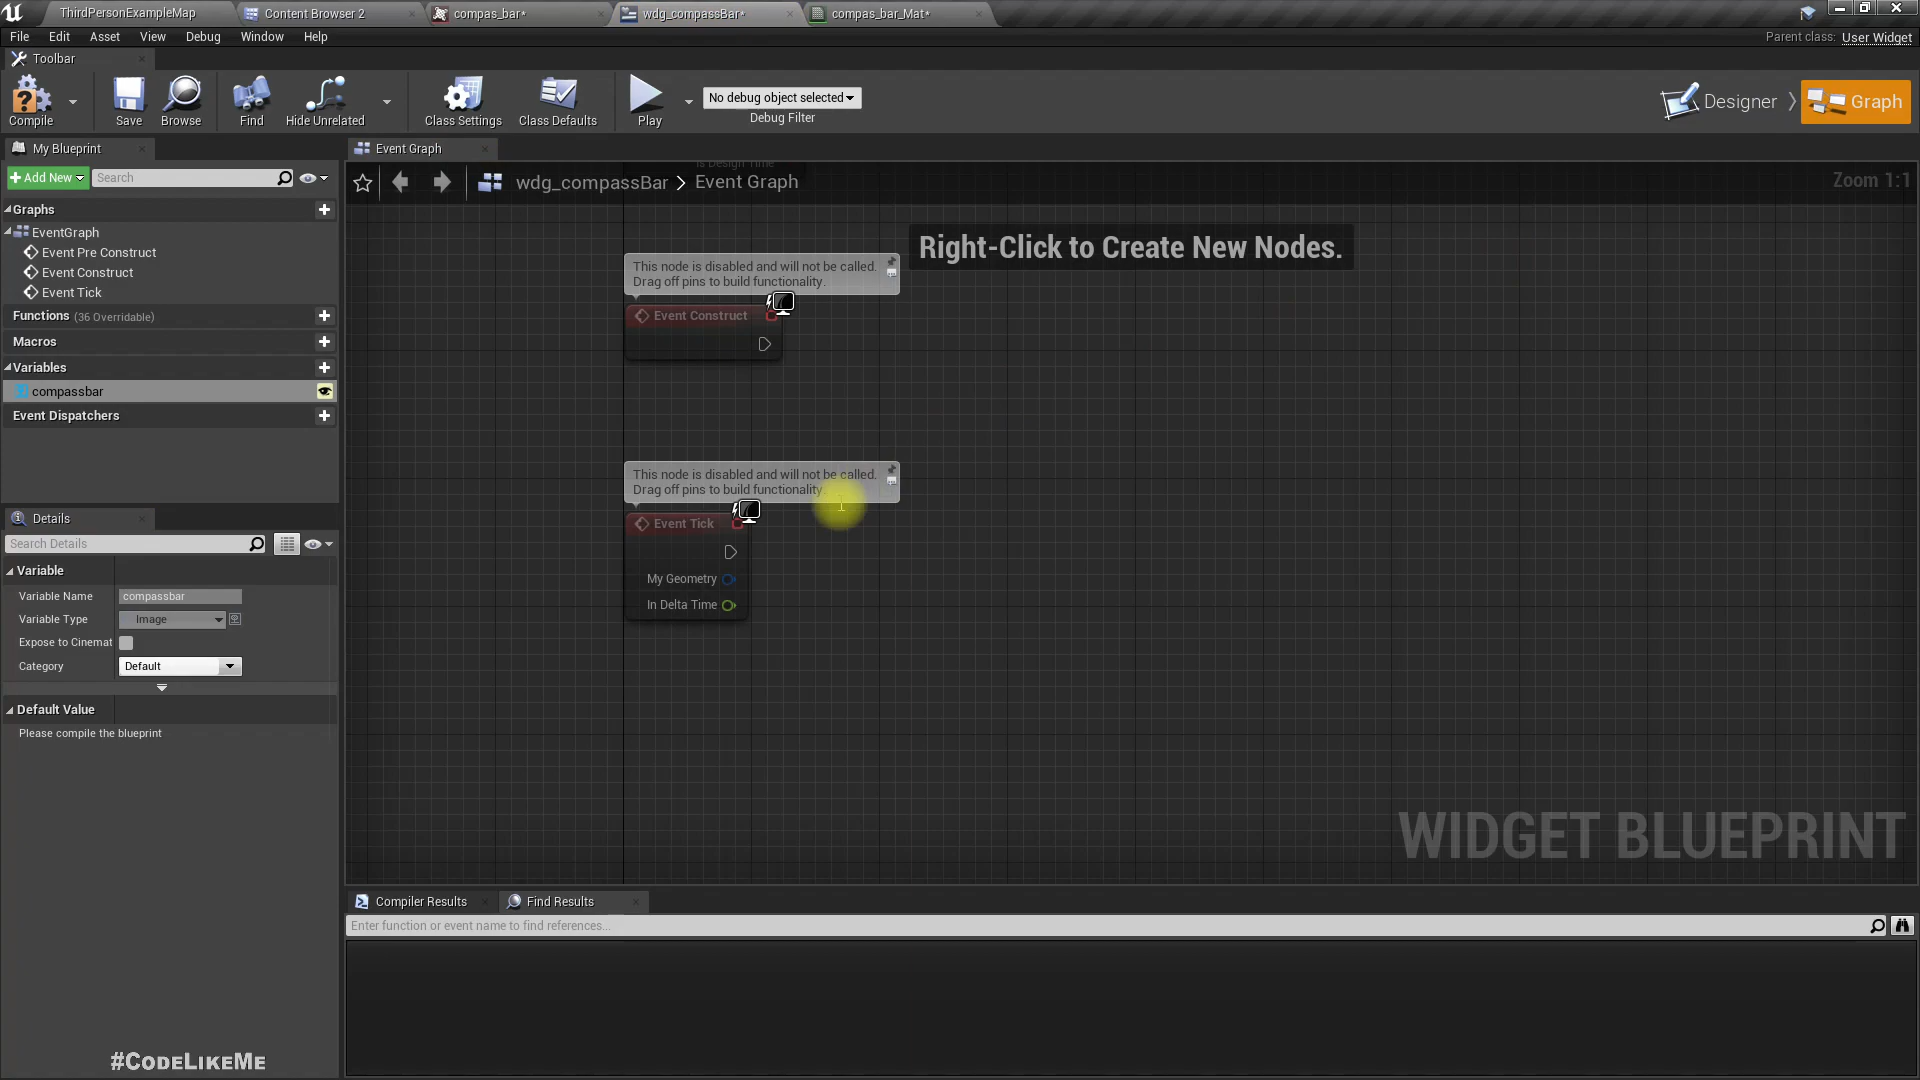 ThirdPersonExampleMap
Content Browser 2
compas_bar*
wdg_compassBar*
compas_bar_Mat*
File Edit Asset View Debug Window Help
Parent class: User Widget
Toolbar
Compile
Save
Browse
Find
Hide Unrelated
Class Settings
Class Defaults
Play
No debug object selected
Debug Filter
Designer
Graph
My Blueprint
Event Graph
Add New
Search
is Design Time
wdg_compassBar > Event Graph
Zoom 1:1
Graphs
EventGraph
Event Pre Construct
Event Construct
Event Tick
Functions (36 Overridable)
Macros
Variables
compassbar
Event Dispatchers
Right-Click to Create New Nodes.
This node is disabled and will not be called.
Drag off pins to build functionality.
Event Construct
This node is disabled and will not be called.
Drag off pins to build functionality.
Event Tick
My Geometry
In Delta Time
Details
Search Details
Variable
Variable Name compassbar
Variable Type Image
Expose to Cinemat
Category Default
Default Value
Please compile the blueprint
WIDGET BLUEPRINT
Compiler Results
Find Results
Enter function or event name to find references...
#CodeLikeMe